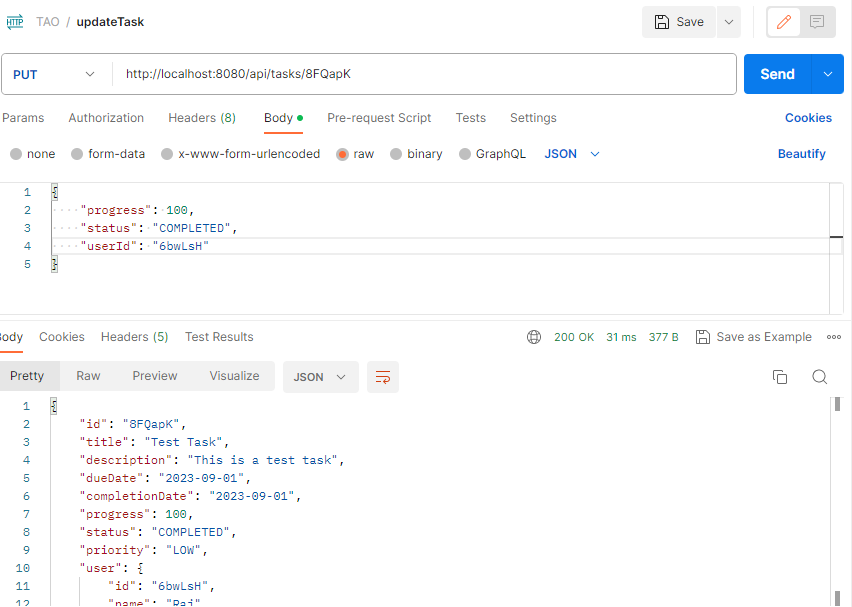 HTTP TAO / updateTask Save
PUT http://localhost:8080/api/tasks/8FQapK Send
Params Authorization Headers (8) Body Pre-request Script Tests Settings Cookies
none form-data x-www-form-urlencoded raw binary GraphQL JSON Beautify
1 {
2 "progress": 100,
3 "status": "COMPLETED",
4 "userId": "6bwLsH"
5 }
Body Cookies Headers (5) Test Results 200 OK 31 ms 377 B Save as Example
Pretty Raw Preview Visualize JSON
1 {
2 "id": "8FQapK",
3 "title": "Test Task",
4 "description": "This is a test task",
5 "dueDate": "2023-09-01",
6 "completionDate": "2023-09-01",
7 "progress": 100,
8 "status": "COMPLETED",
9 "priority": "LOW",
10 "user": {
11 "id": "6bwLsH",
12 "name": "Raj"